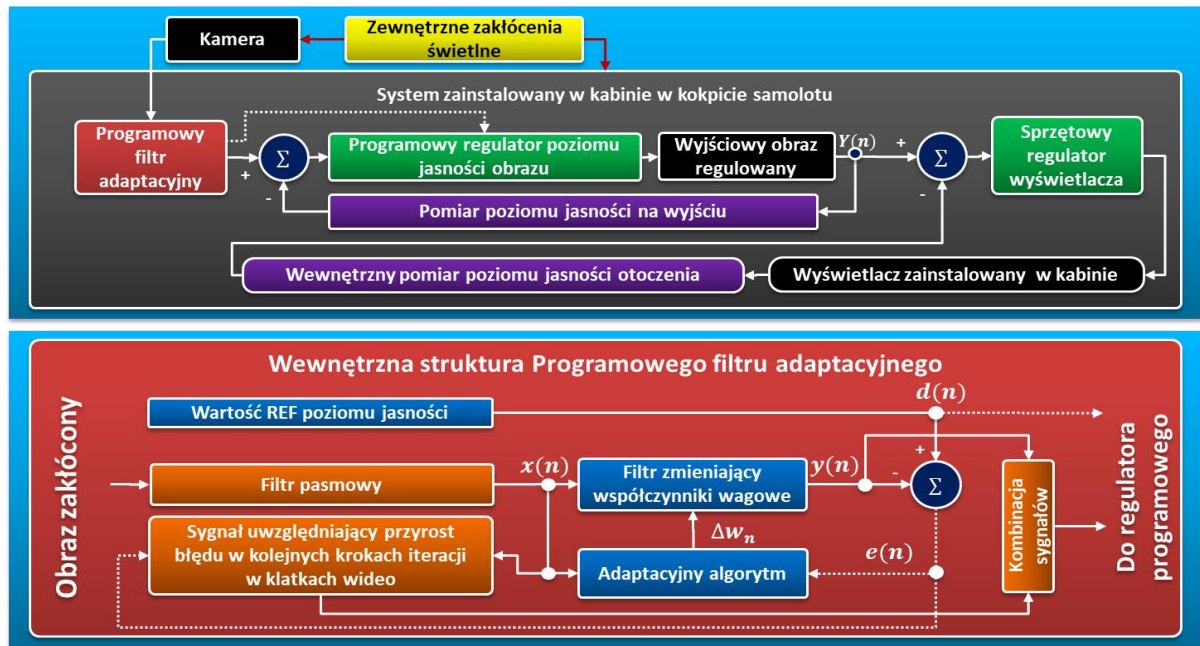 Kamera
Zewnętrzne zakłócenia
świetlne
System zainstalowany w kabinie w kokpicie samolotu
Programowy
filtr
adaptacyjny
+
-
Σ
Programowy regulator poziomu
jasności obrazu
Wyjściowy obraz
regulowany
Y(n)
+
-
Σ
Sprzętowy
regulator
wyświetlacza
Pomiar poziomu jasności na wyjściu
Wewnętrzny pomiar poziomu jasności otoczenia
Wyświetlacz zainstalowany w kabinie
Wewnętrzna struktura Programowego filtru adaptacyjnego
Obraz zakłócony
Wartość REF poziomu jasności
d(n)
Filtr pasmowy
x(n)
Filtr zmieniający
współczynniki wagowe
y(n)
+
-
Σ
Sygnał uwzględniający przyrost
błędu w kolejnych krokach iteracji
w klatkach wideo
Δwₙ
Adaptacyjny algorytm
e(n)
Kombinacja
sygnałów
Do regulatora
programowego